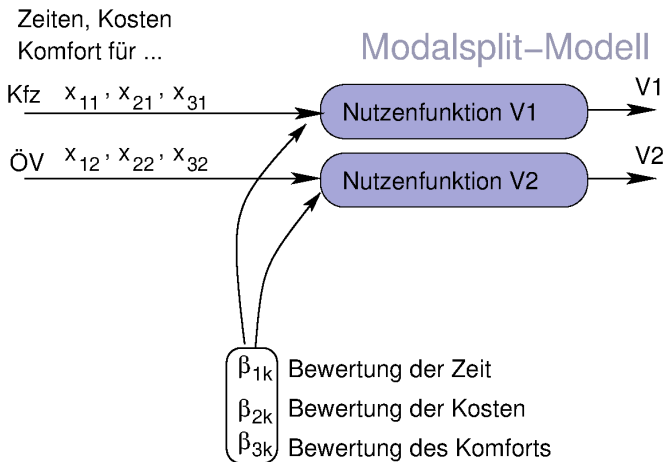 Zeiten, Kosten
Komfort für ...
Modalsplit−Modell
Kfz x11 , x21 , x31
Nutzenfunktion V1
V1
ÖV x12 , x22 , x32
Nutzenfunktion V2
V2
β1k Bewertung der Zeit
β2k Bewertung der Kosten
β3k Bewertung des Komforts